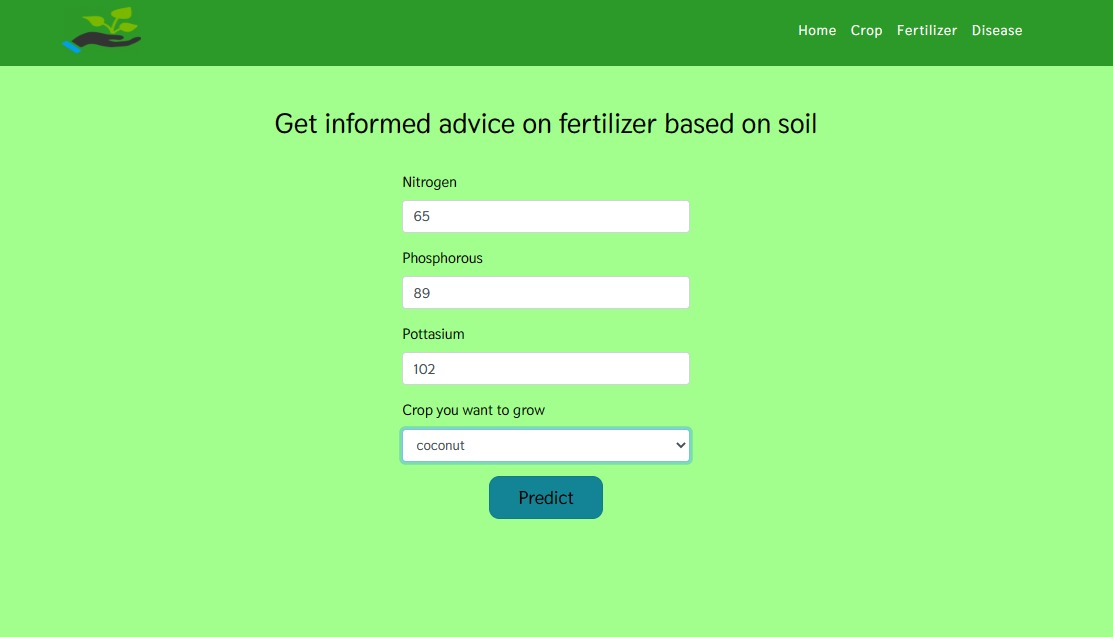 Home Crop Fertilizer Disease
Get informed advice on fertilizer based on soil
Nitrogen
65
Phosphorous
89
Pottasium
102
Crop you want to grow
coconut
Predict